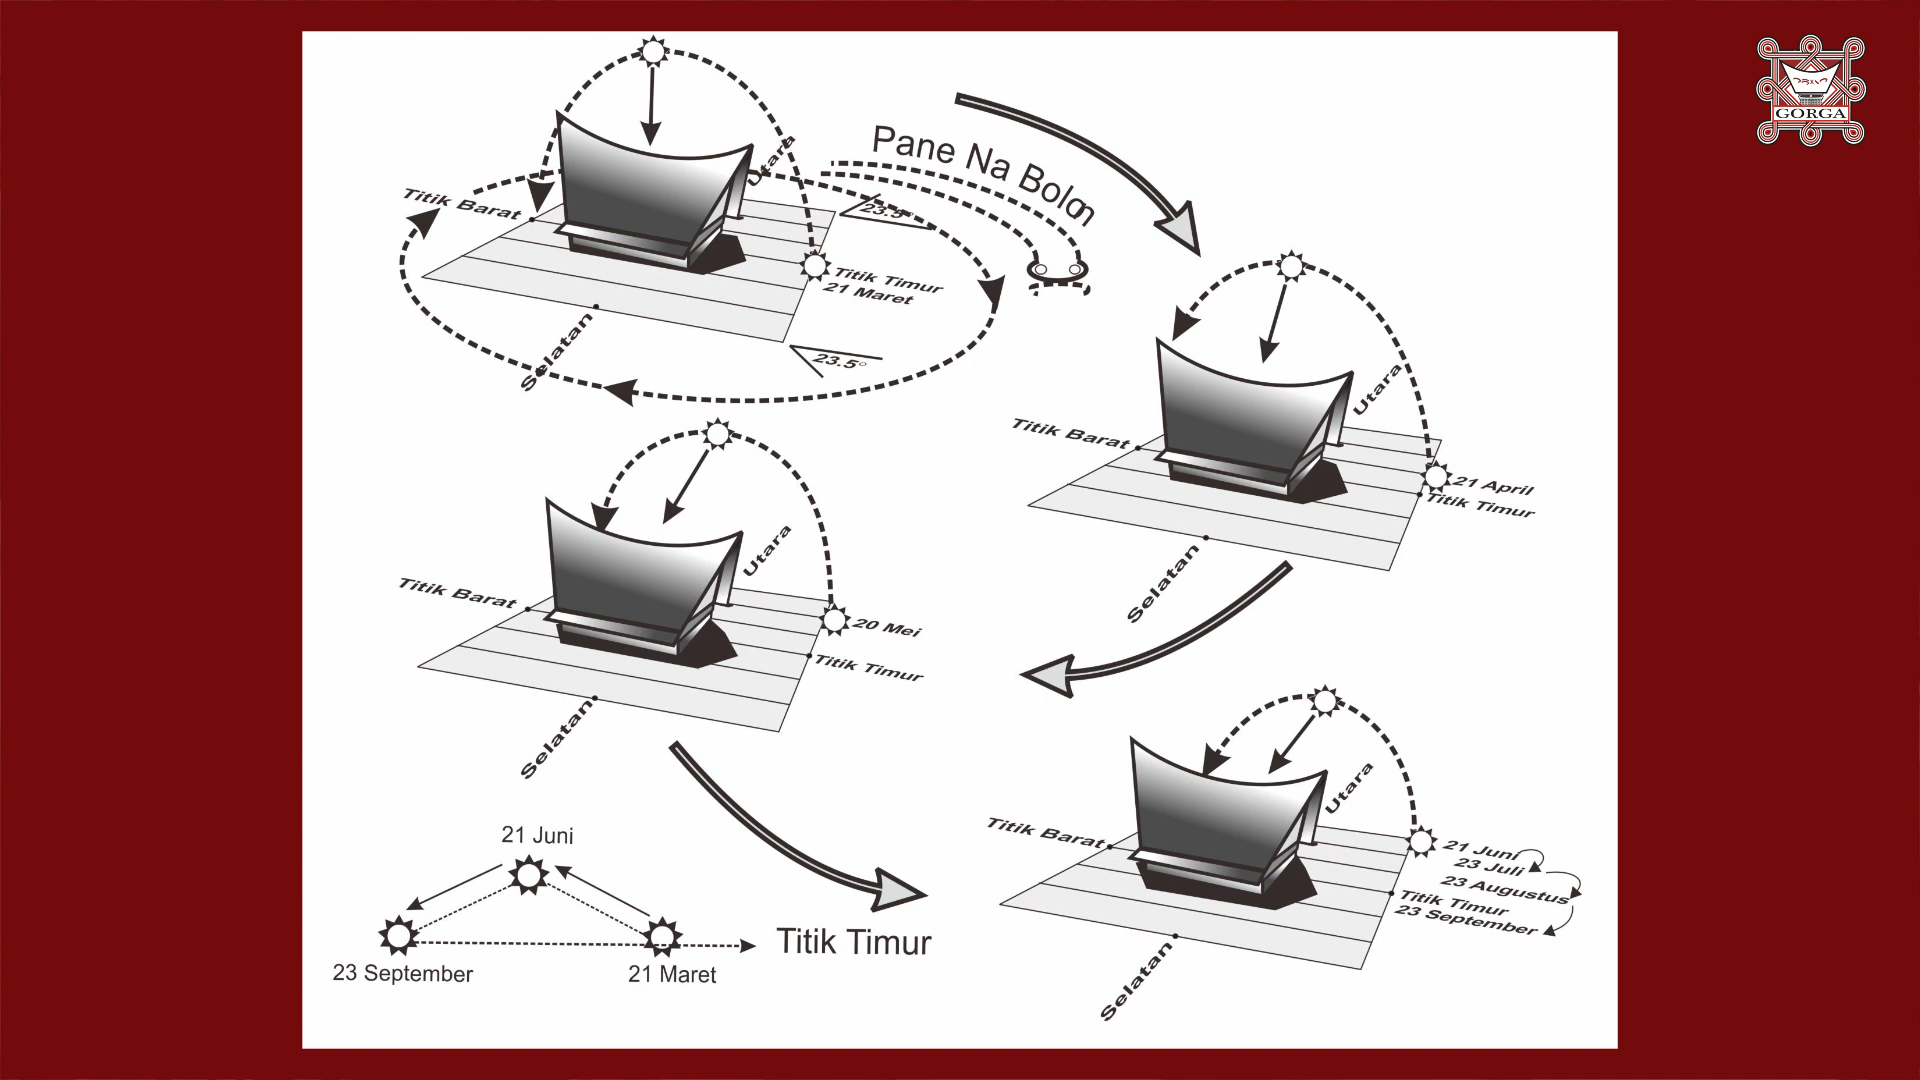 GORGA
Pane Na Bolon
Utara
Titik Barat
23.5°
Titik Timur
21 Maret
23.5°
Selatan
Utara
Titik Barat
21 April
Titik Timur
Selatan
Utara
Titik Barat
20 Mei
Titik Timur
Selatan
Utara
Titik Barat
21 Juni
23 Juli
23 Augustus
Titik Timur
23 September
Selatan
21 Juni
Titik Timur
23 September
21 Maret